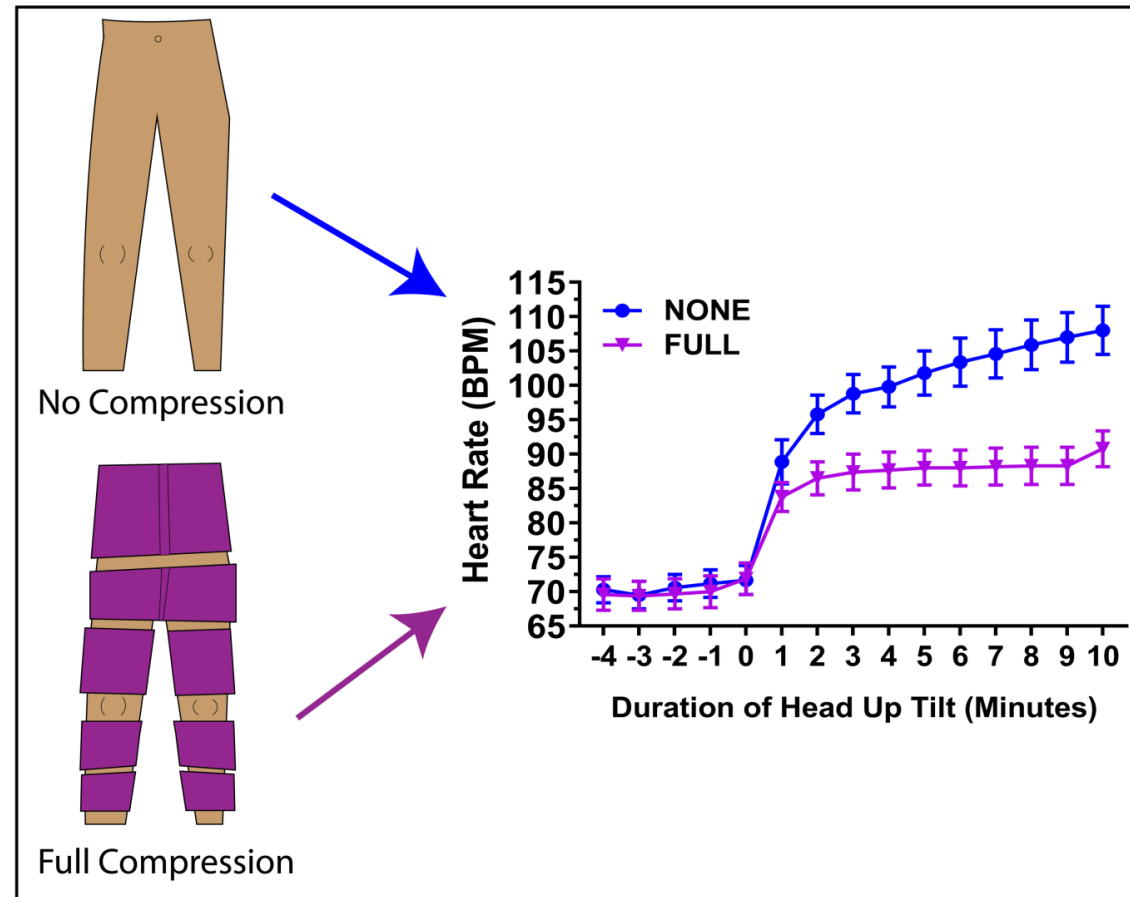 No Compression
Full Compression
Heart Rate (BPM)
115
110
105
100
95
90
85
80
75
70
65
NONE
FULL
-4 -3 -2 -1 0 1 2 3 4 5 6 7 8 9 10
Duration of Head Up Tilt (Minutes)